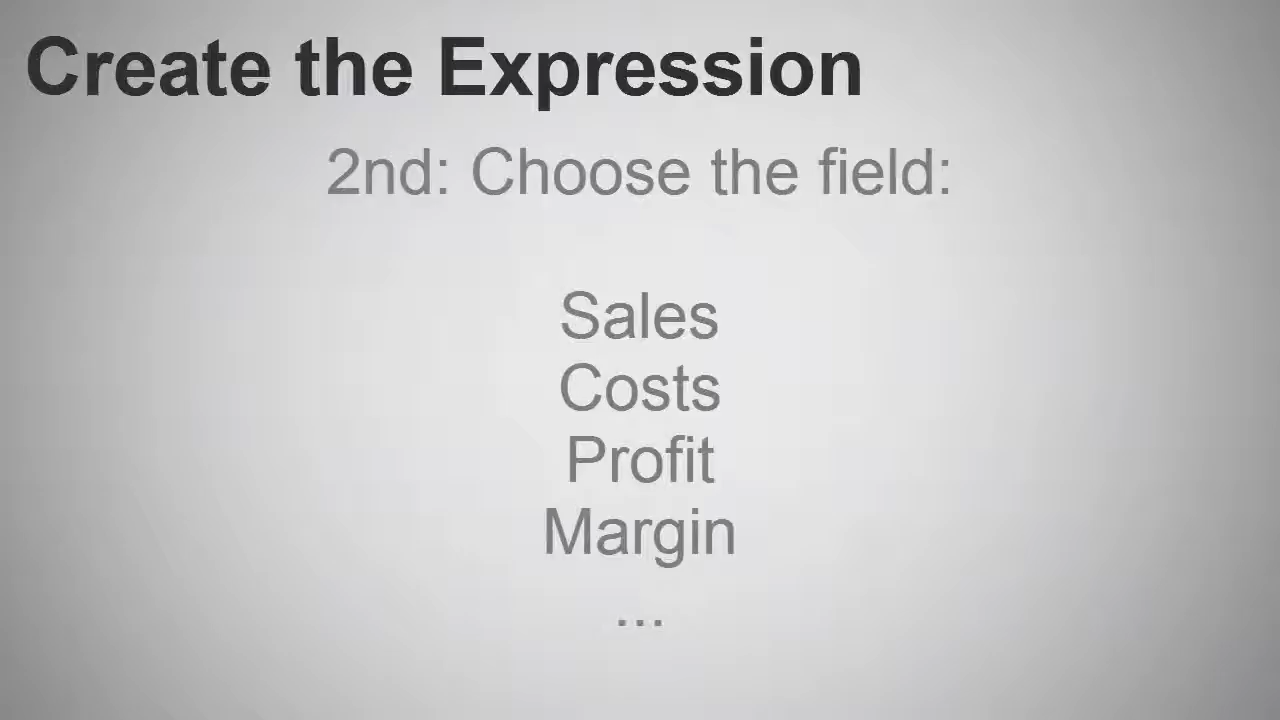 Create the Expression
2nd: Choose the field:
Sales
Costs
Profit
Margin
...